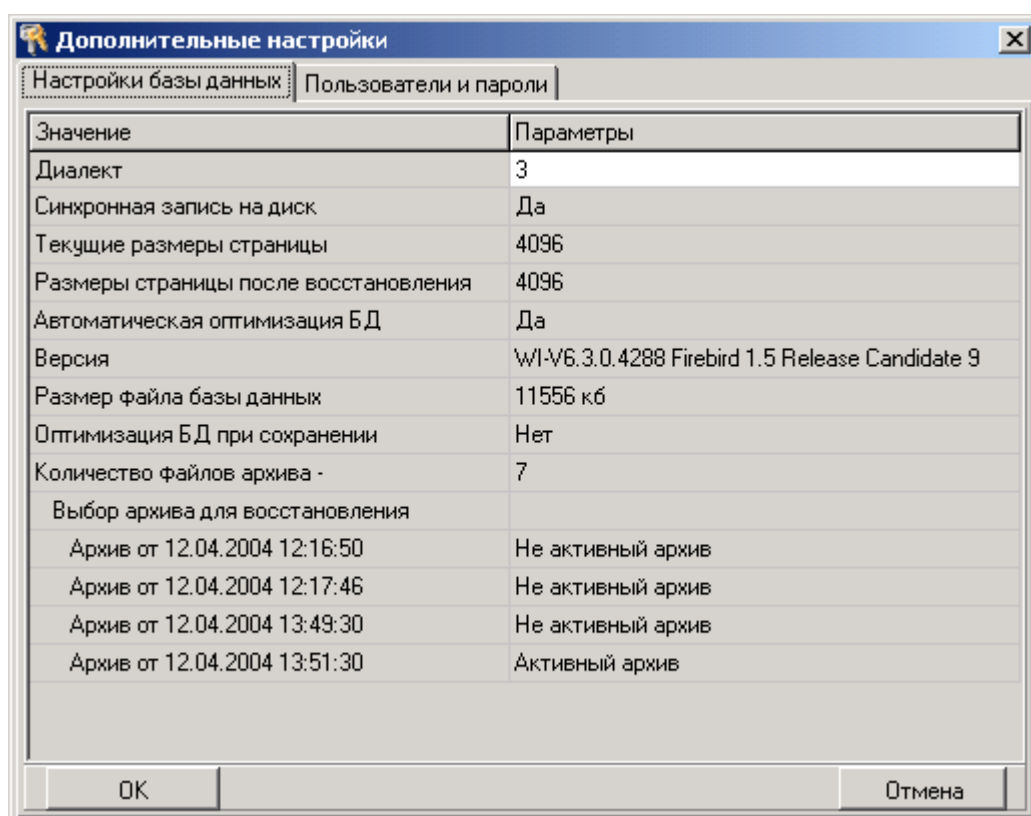 Дополнительные настройки
Настройки базы данных Пользователи и пароли
Значение Параметры
Диалект 3
Синхронная запись на диск Да
Текущие размеры страницы 4096
Размеры страницы после восстановления 4096
Автоматическая оптимизация БД Да
Версия WI-V6.3.0.4288 Firebird 1.5 Release Candidate 9
Размер файла базы данных 11556 кб
Оптимизация БД при сохранении Нет
Количество файлов архива - 7
Выбор архива для восстановления
Архив от 12.04.2004 12:16:50 Не активный архив
Архив от 12.04.2004 12:17:46 Не активный архив
Архив от 12.04.2004 13:49:30 Не активный архив
Архив от 12.04.2004 13:51:30 Активный архив
OK Отмена